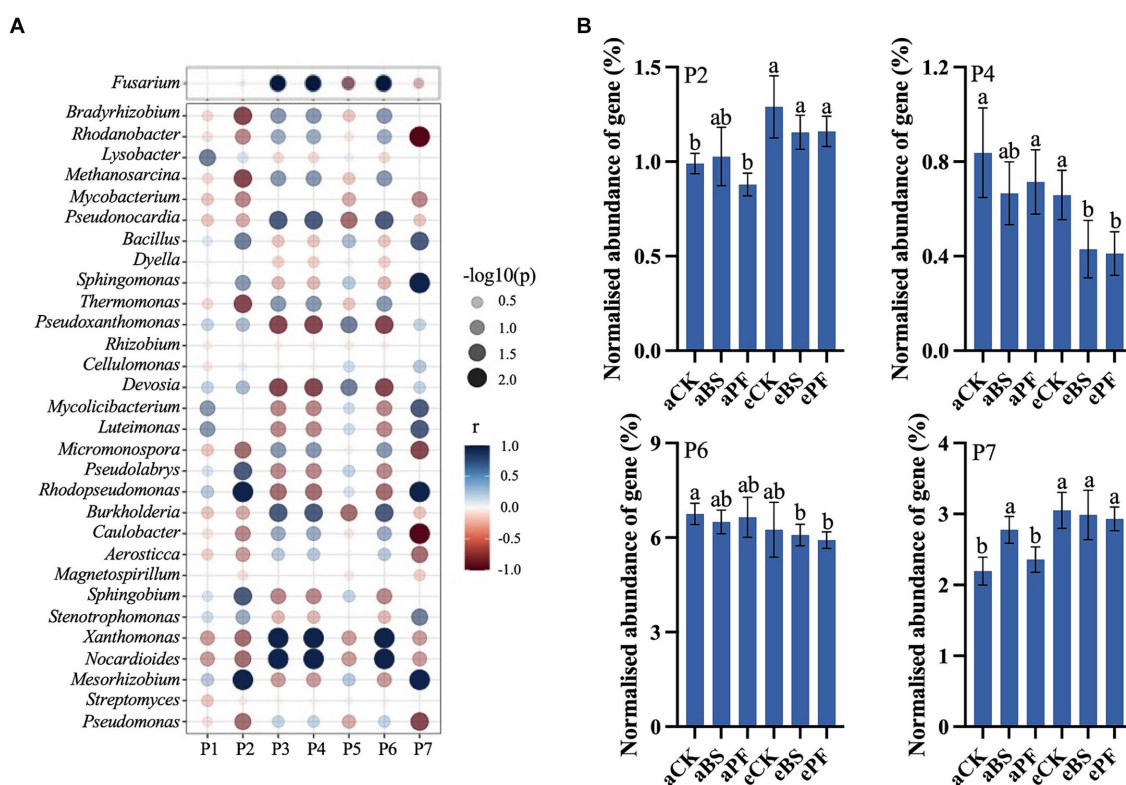 A
Fusarium
Bradyrhizobium
Rhodanobacter
Lysobacter
Methanosarcina
Mycobacterium
Pseudonocardia
Bacillus
Dyella
Sphingomonas
Thermomonas
Pseudoxanthomonas
Rhizobium
Cellulomonas
Devosia
Mycolicibacterium
Luteimonas
Micromonospora
Pseudolabrys
Rhodopseudomonas
Burkholderia
Caulobacter
Aerosticca
Magnetospirillum
Sphingobium
Stenotrophomonas
Xanthomonas
Nocardioides
Mesorhizobium
Streptomyces
Pseudomonas
P1 P2 P3 P4 P5 P6 P7
-log10(p)
0.5
1.0
1.5
2.0
r
1.0
0.5
0.0
-0.5
-1.0
B
Normalised abundance of gene (%)
P2
1.5
1.0
0.5
0.0
b ab b a a a
aCK aBS aPF eCK eBS ePF
Normalised abundance of gene (%)
P4
1.2
0.8
0.4
0.0
a ab a a b b
aCK aBS aPF eCK eBS ePF
Normalised abundance of gene (%)
P6
9
6
3
0
a ab ab ab b b
aCK aBS aPF eCK eBS ePF
Normalised abundance of gene (%)
P7
4
3
2
1
0
b a b a a a
aCK aBS aPF eCK eBS ePF